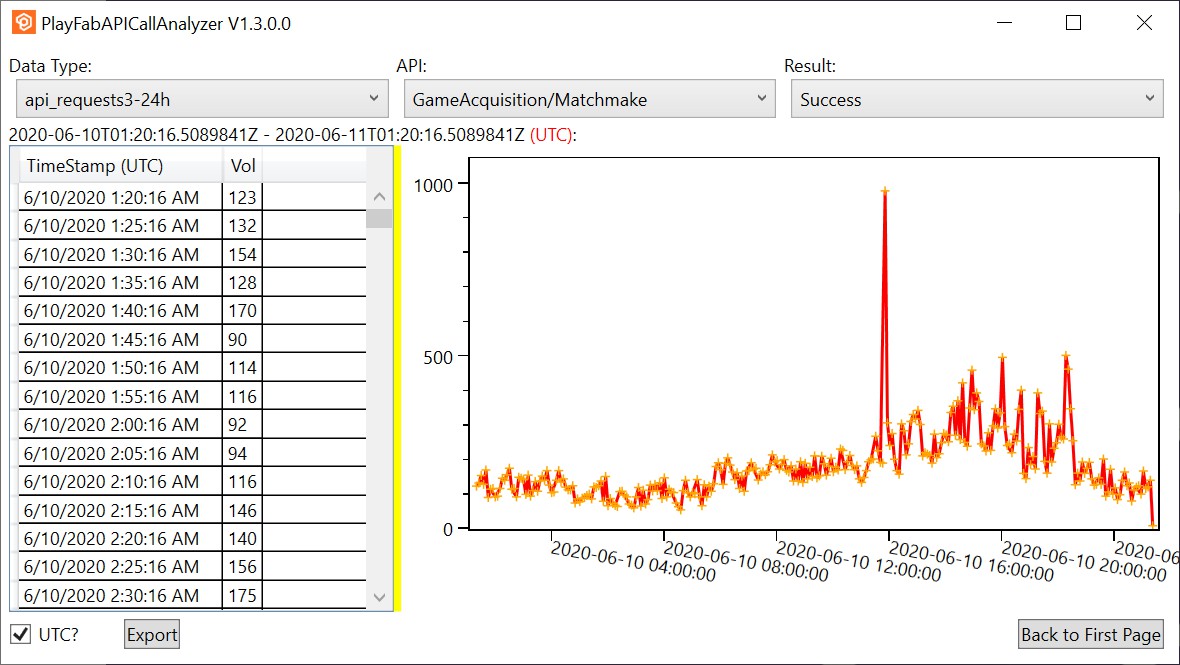 PlayFabAPICallAnalyzer V1.3.0.0
Data Type:
API:
Result:
api_requests3-24h
GameAcquisition/Matchmake
Success
2020-06-10T01:20:16.5089841Z - 2020-06-11T01:20:16.5089841Z (UTC):
TimeStamp (UTC) Vol
6/10/2020 1:20:16 AM 123
6/10/2020 1:25:16 AM 132
6/10/2020 1:30:16 AM 154
6/10/2020 1:35:16 AM 128
6/10/2020 1:40:16 AM 170
6/10/2020 1:45:16 AM 90
6/10/2020 1:50:16 AM 114
6/10/2020 1:55:16 AM 116
6/10/2020 2:00:16 AM 92
6/10/2020 2:05:16 AM 94
6/10/2020 2:10:16 AM 116
6/10/2020 2:15:16 AM 146
6/10/2020 2:20:16 AM 140
6/10/2020 2:25:16 AM 156
6/10/2020 2:30:16 AM 175
1000
500
0
2020-06-10 04:00:00
2020-06-10 08:00:00
2020-06-10 12:00:00
2020-06-10 16:00:00
2020-06-10 20:00:00
2020-06
UTC?
Export
Back to First Page